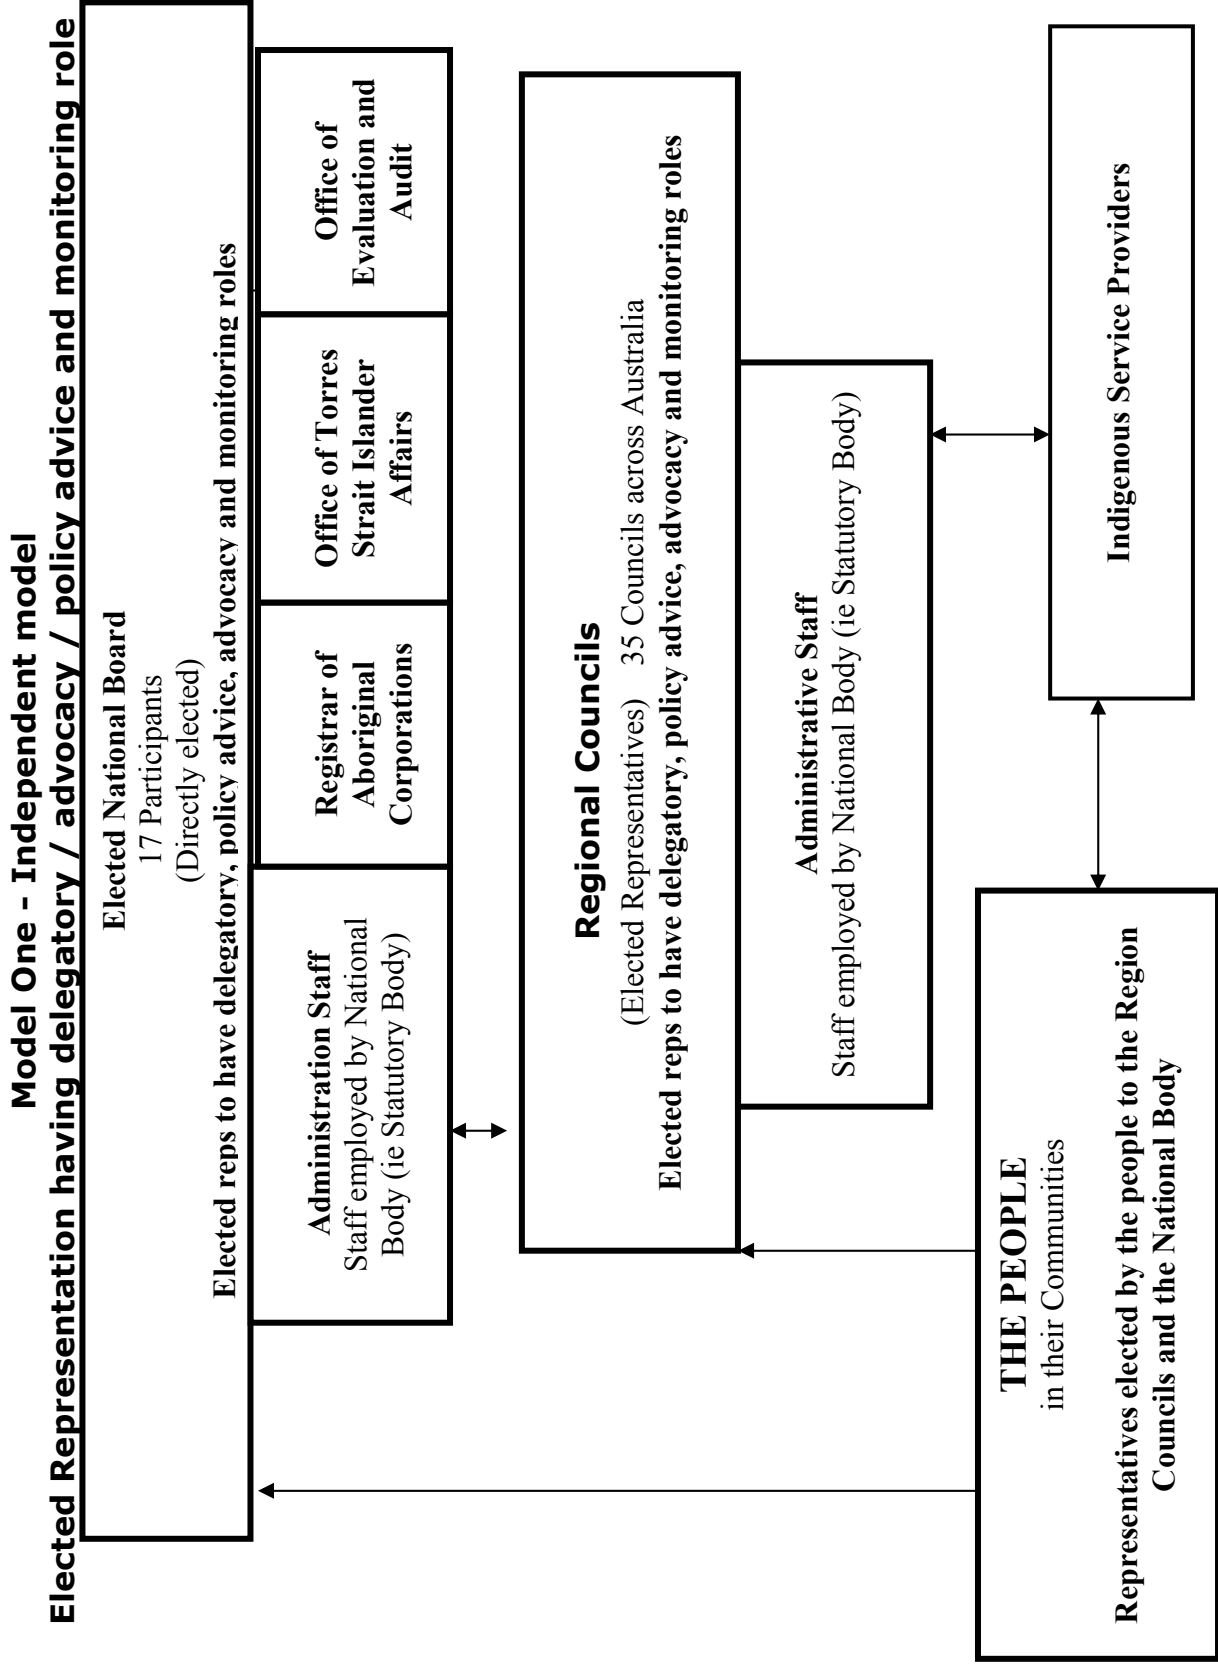 Model One - Independent model
Elected Representation having delegatory / advocacy / policy advice and monitoring role
Elected National Board
17 Participants
(Directly elected)
Elected reps to have delegatory, policy advice, advocacy and monitoring roles
Administration Staff
Staff employed by National
Body (ie Statutory Body)
Registrar of
Aboriginal
Corporations
Office of Torres
Strait Islander
Affairs
Office of
Evaluation and
Audit
Regional Councils
(Elected Representatives) 35 Councils across Australia
Elected reps to have delegatory, policy advice, advocacy and monitoring roles
Administrative Staff
Staff employed by National Body (ie Statutory Body)
THE PEOPLE
in their Communities
Representatives elected by the people to the Region
Councils and the National Body
Indigenous Service Providers